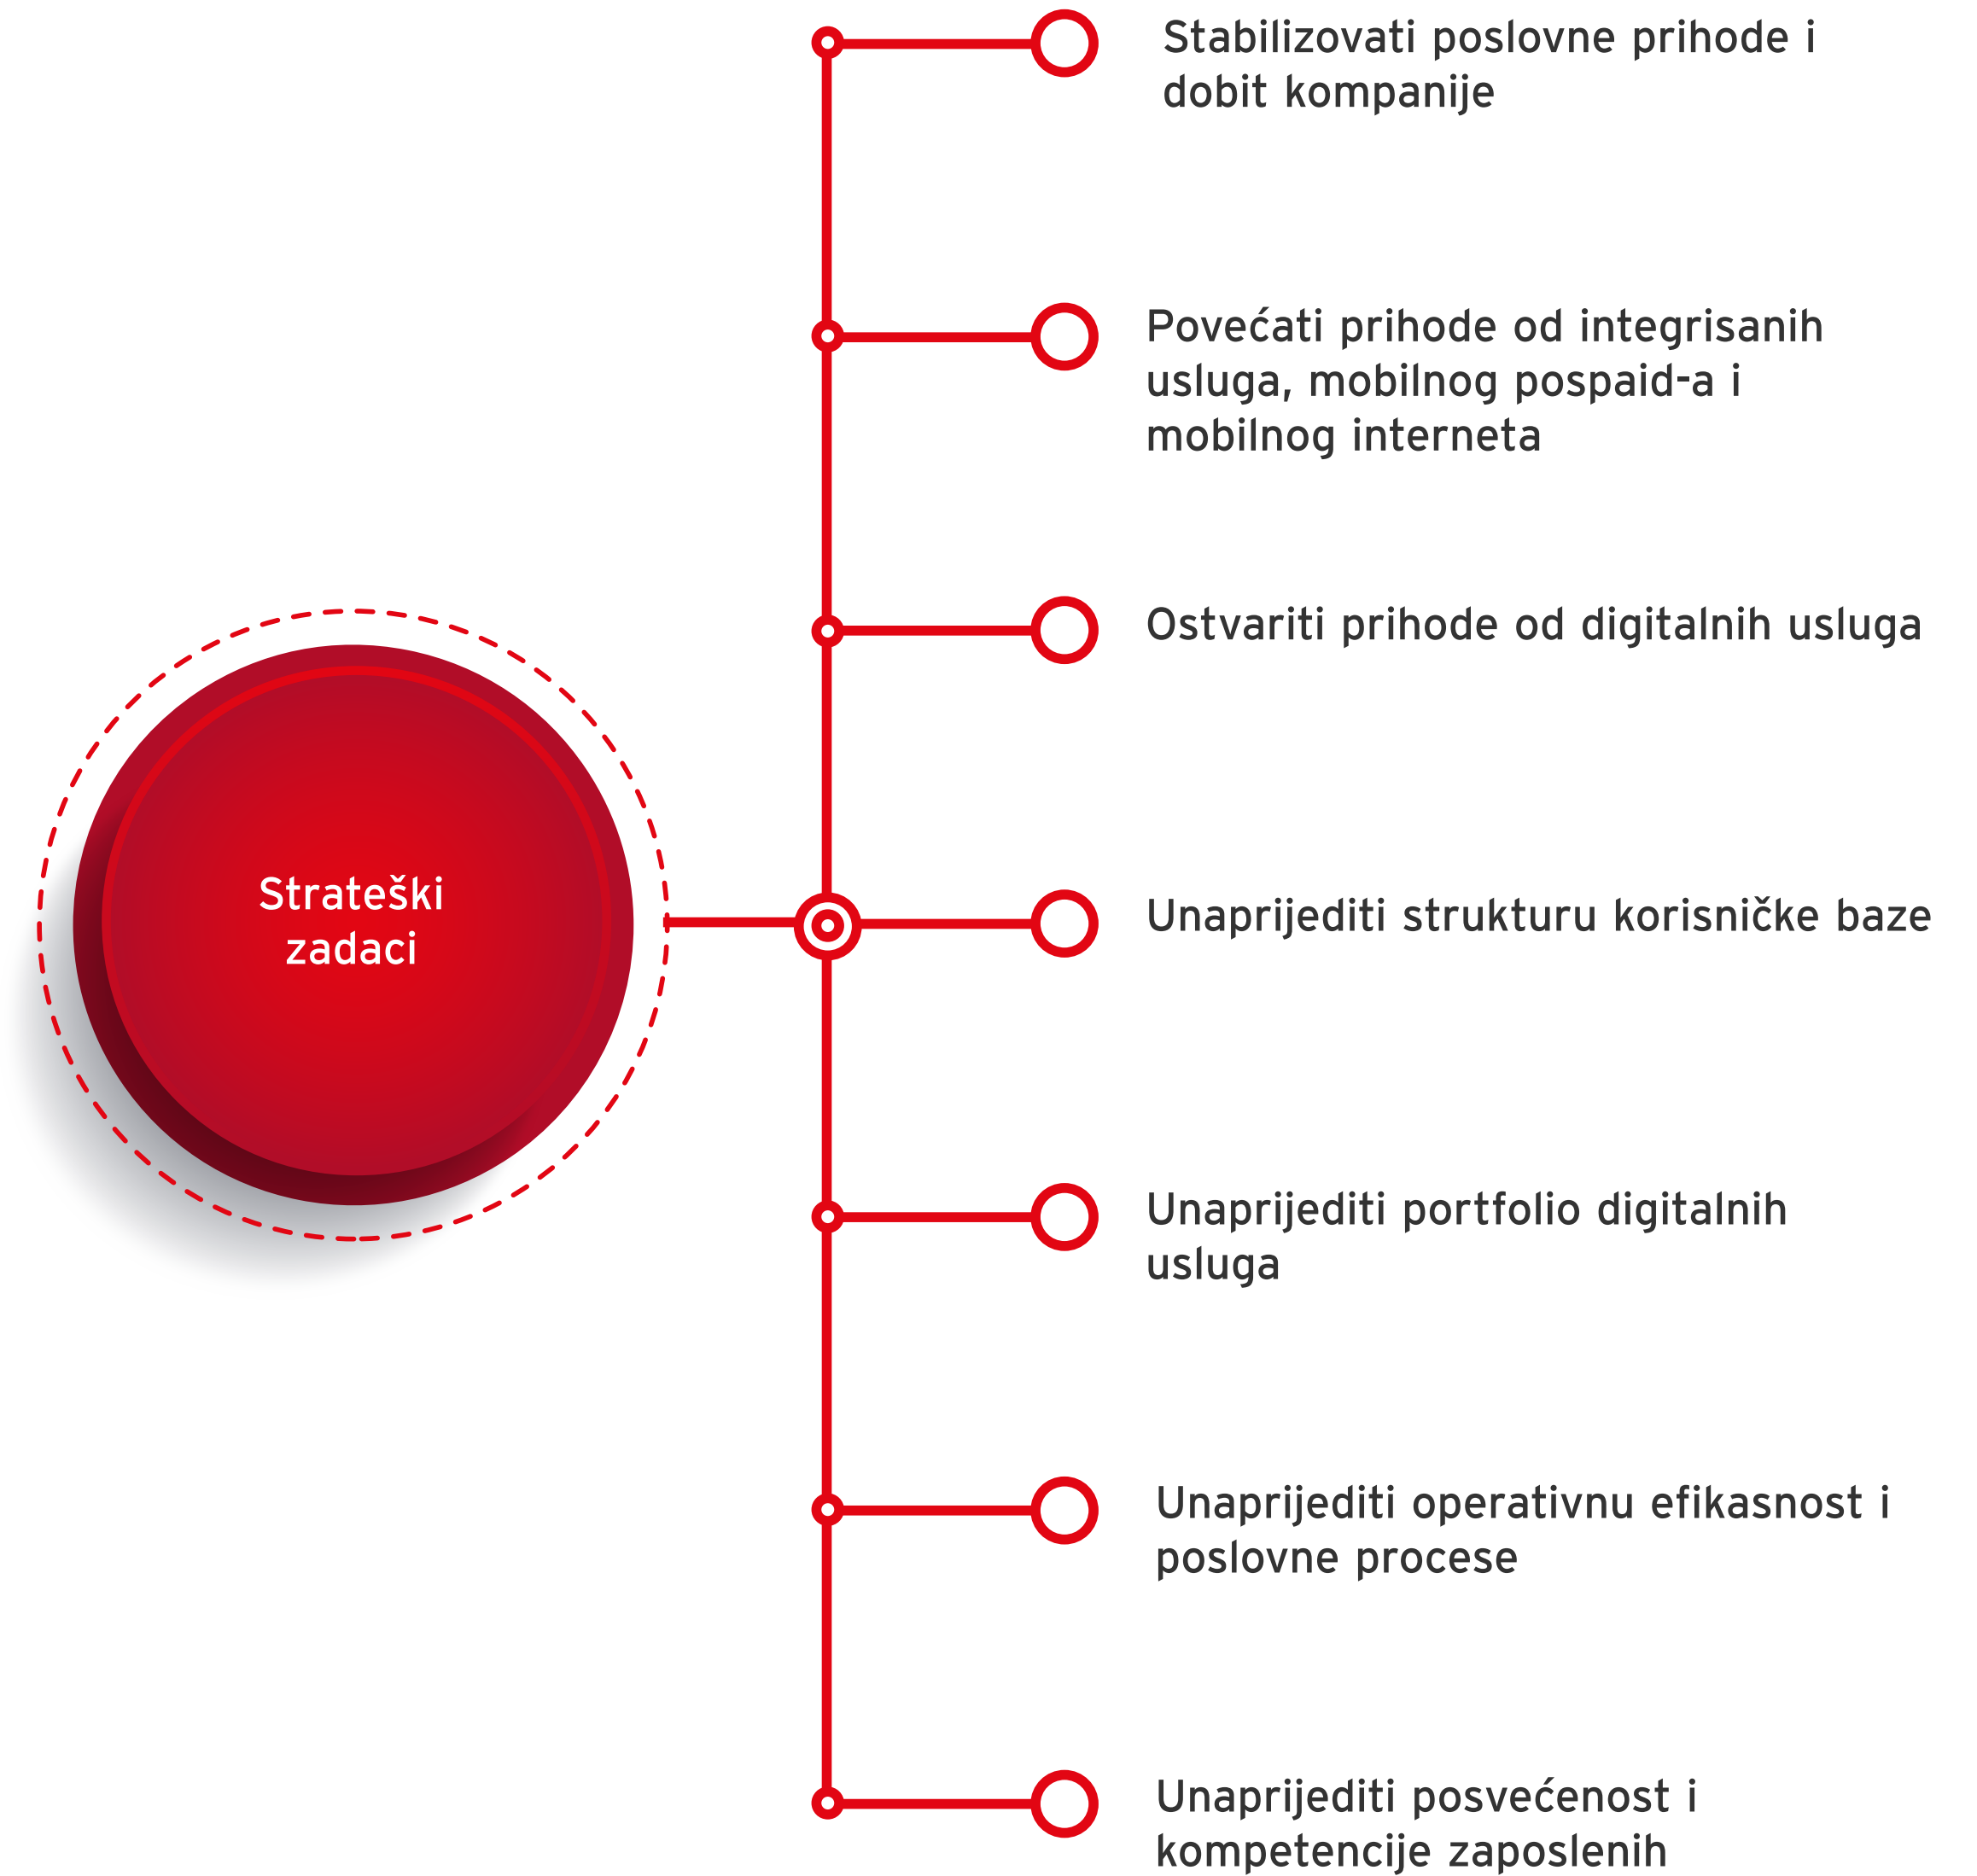 Stabilizovati poslovne prihode i
dobit kompanije
Povećati prihode od integrisanih
usluga, mobilnog pospaid-a i
mobilnog interneta
Ostvariti prihode od digitalnih usluga
Strateški
zadaci
Unaprijediti strukturu korisničke baze
Unaprijediti portfolio digitalnih
usluga
Unaprijediti operativnu efikasnost i
poslovne procese
Unaprijediti posvećenost i
kompetencije zaposlenih